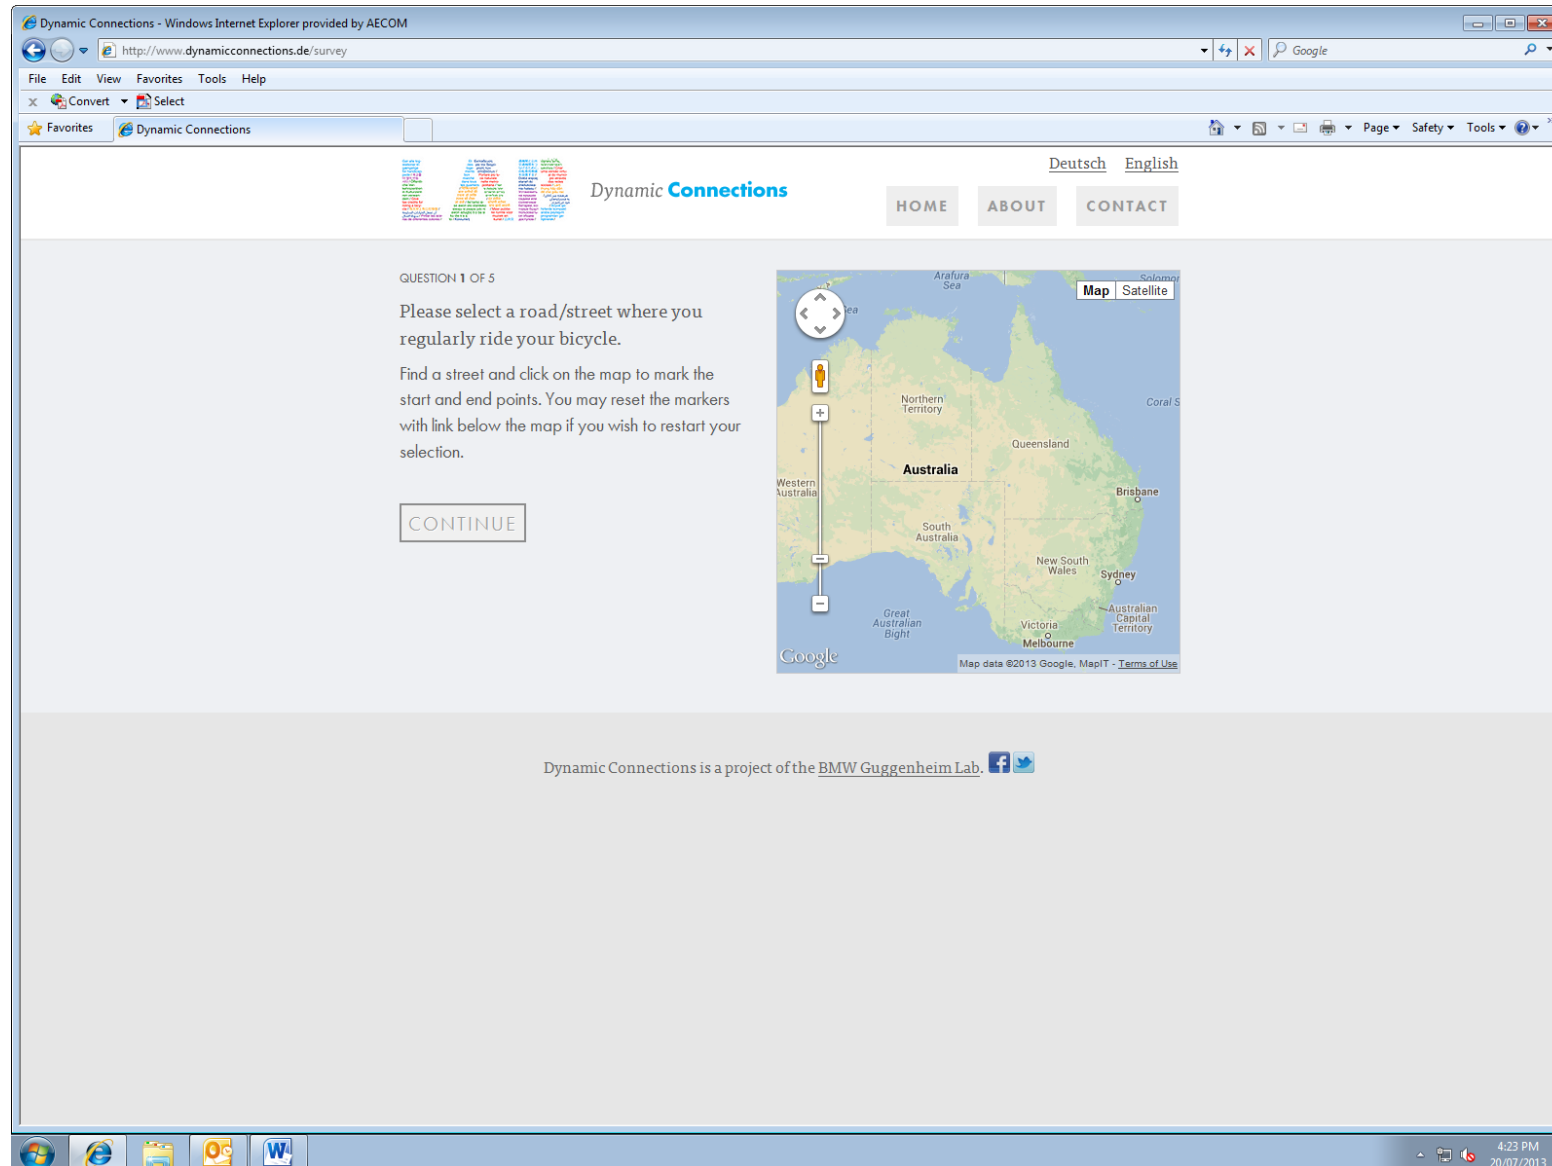 Dynamic Connections - Windows Internet Explorer provided by AECOM
http://www.dynamicconnections.de/survey
Google
File Edit View Favorites Tools Help
x Convert Select
Favorites Dynamic Connections
Page Safety Tools
Deutsch English
LAB Dynamic Connections
HOME ABOUT CONTACT
QUESTION 1 OF 5
Please select a road/street where you
regularly ride your bicycle.
Find a street and click on the map to mark the
start and end points. You may reset the markers
with link below the map if you wish to restart your
selection.
CONTINUE
Arafura
Sea
Solomon
Map Satellite
ea
Northern
Territory
Coral S
Queensland
Australia
Western
Australia
Brisbane
South
Australia
New South
Wales
Sydney
Great
Australian
Bight
Australian
Capital
Territory
Victoria
Melbourne
Google
Map data ©2013 Google, MapIT - Terms of Use
Dynamic Connections is a project of the BMW Guggenheim Lab.
4:23 PM
20/07/2013